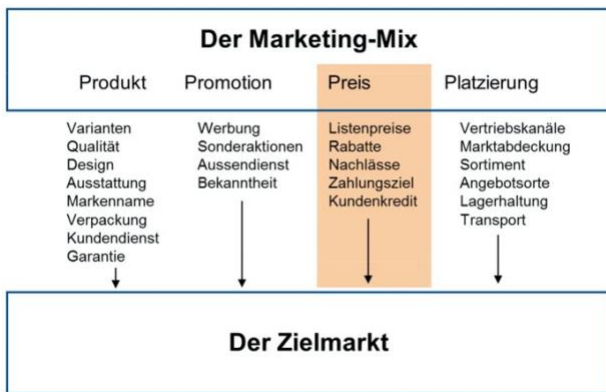 Der Marketing-Mix
Produkt
Promotion
Preis
Platzierung
Varianten
Qualität
Design
Ausstattung
Markenname
Verpackung
Kundendienst
Garantie
Werbung
Sonderaktionen
Aussendienst
Bekanntheit
Listenpreise
Rabatte
Nachlässe
Zahlungsziel
Kundenkredit
Vertriebskanäle
Marktabdeckung
Sortiment
Angebotsorte
Lagerhaltung
Transport
Der Zielmarkt